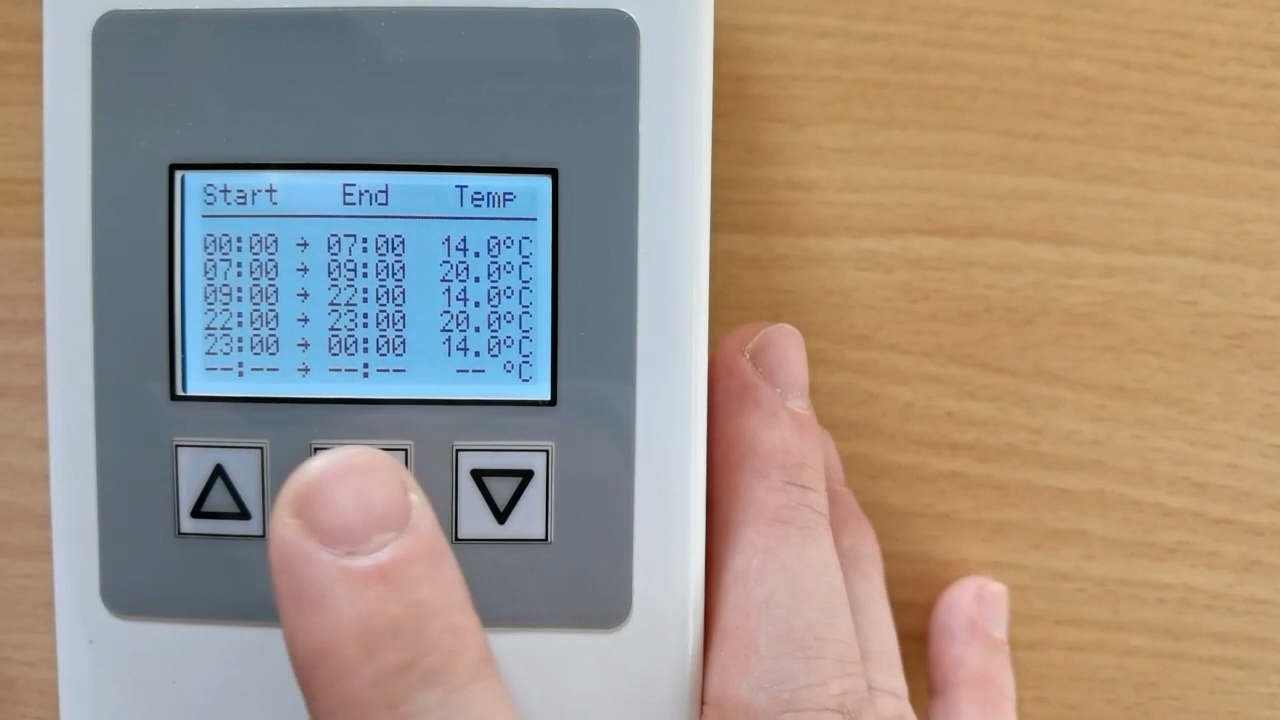 Start End Temp
00:00 → 07:00 14.0°C
07:00 → 09:00 20.0°C
09:00 → 22:00 14.0°C
22:00 → 23:00 20.0°C
23:00 → 00:00 14.0°C
--:-- → --:-- -- °C